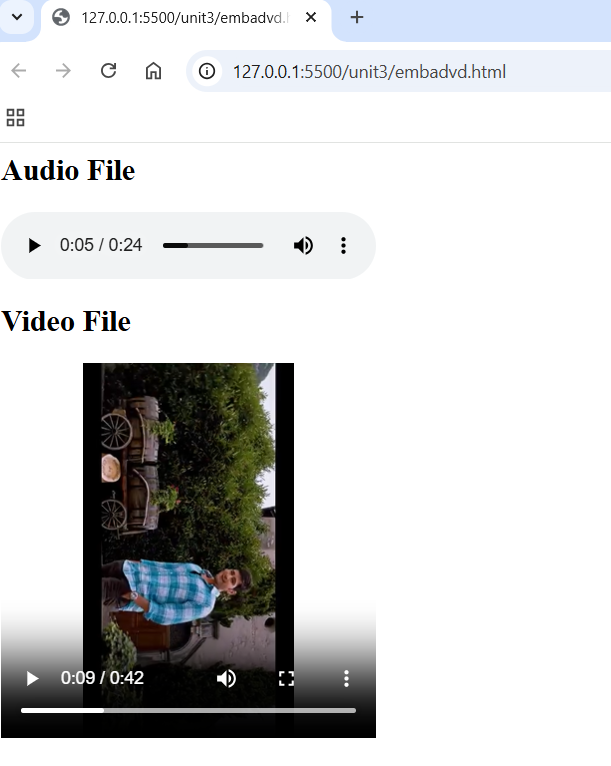 127.0.0.1:5500/unit3/embadvd.
127.0.0.1:5500/unit3/embadvd.html
Audio File
0:05 / 0:24
Video File
0:09 / 0:42